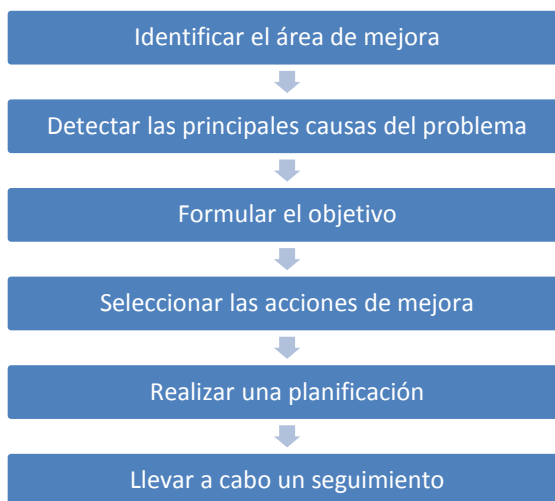 Identificar el área de mejora
Detectar las principales causas del problema
Formular el objetivo
Seleccionar las acciones de mejora
Realizar una planificación
Llevar a cabo un seguimiento